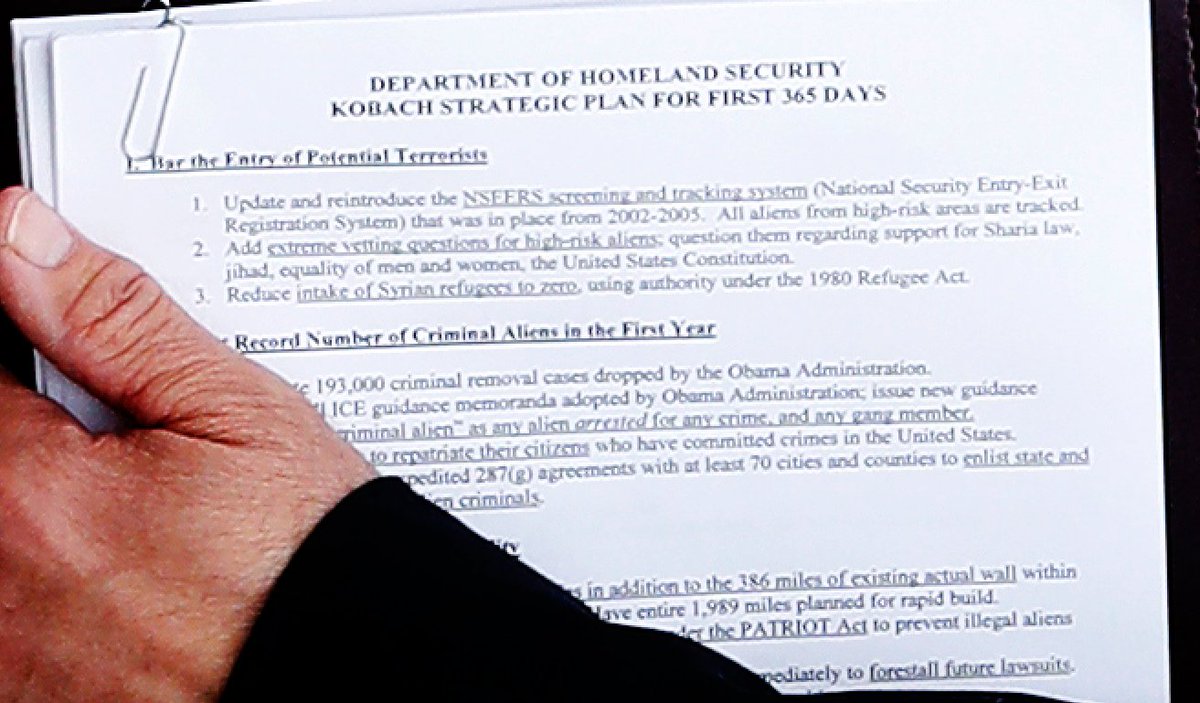 DEPARTMENT OF HOMELAND SECURITY
KOBACH STRATEGIC PLAN FOR FIRST 365 DAYS
I. Bar the Entry of Potential Terrorists
1. Update and reintroduce the NSEERS screening and tracking system (National Security Entry-Exit
Registration System) that was in place from 2002-2005. All aliens from high-risk areas are tracked.
2. Add extreme vetting questions for high-risk aliens; question them regarding support for Sharia law,
jihad, equality of men and women, the United States Constitution.
3. Reduce intake of Syrian refugees to zero, using authority under the 1980 Refugee Act.
Record Number of Criminal Aliens in the First Year
193,000 criminal removal cases dropped by the Obama Administration.
ICE guidance memoranda adopted by Obama Administration; issue new guidance
riminal alien" as any alien arrested for any crime, and any gang member.
to repatriate their citizens who have committed crimes in the United States.
pedited 287(g) agreements with at least 70 cities and counties to enlist state and
criminals.
in addition to the 386 miles of existing actual wall within
entire 1,989 miles planned for rapid build.
the PATRIOT Act to prevent illegal aliens
mediately to forestall future lawsuits.